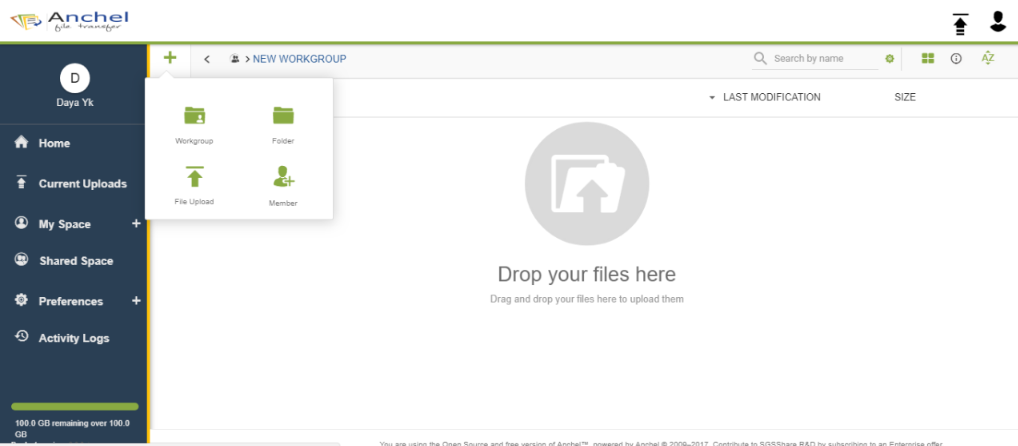 Anchel
file transfer
D
Daya Yk
Home
Current Uploads
My Space +
Shared Space
Preferences +
Activity Logs
100.0 GB remaining over 100.0
GB
+ < > NEW WORKGROUP
Search by name
AZ
Workgroup
Folder
File Upload
Member
LAST MODIFICATION
SIZE
Drop your files here
Drag and drop your files here to upload them
You are using the Open Source and free version of Anchel™, powered by Anchel © 2009–2017. Contribute to SGSShare R&D by subscribing to an Enterprise offer.